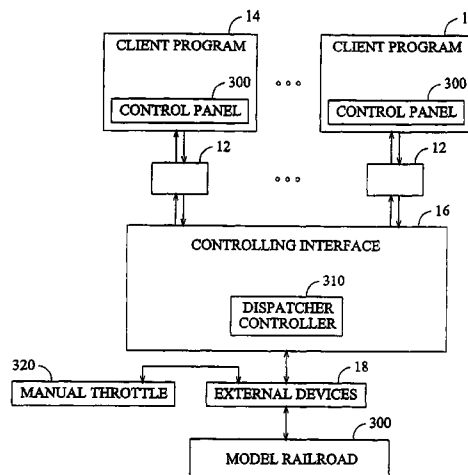 14
CLIENT PROGRAM
300
CONTROL PANEL
1
CLIENT PROGRAM
300
CONTROL PANEL
12
12
16
CONTROLLING INTERFACE
310
DISPATCHER
CONTROLLER
320
MANUAL THROTTLE
18
EXTERNAL DEVICES
300
MODEL RAILROAD